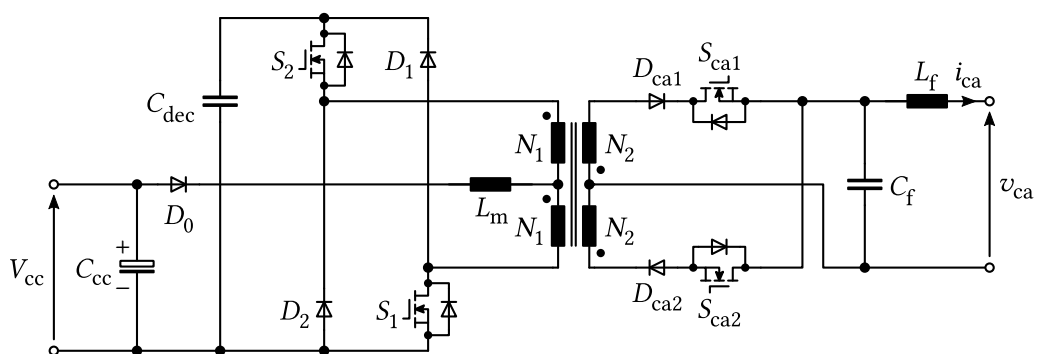 S2
D1
Cdec
Dca1
Sca1
Lf
ica
N1
N2
D0
Lm
Cf
vca
N1
N2
Vcc
Ccc
+
−
D2
S1
Dca2
Sca2